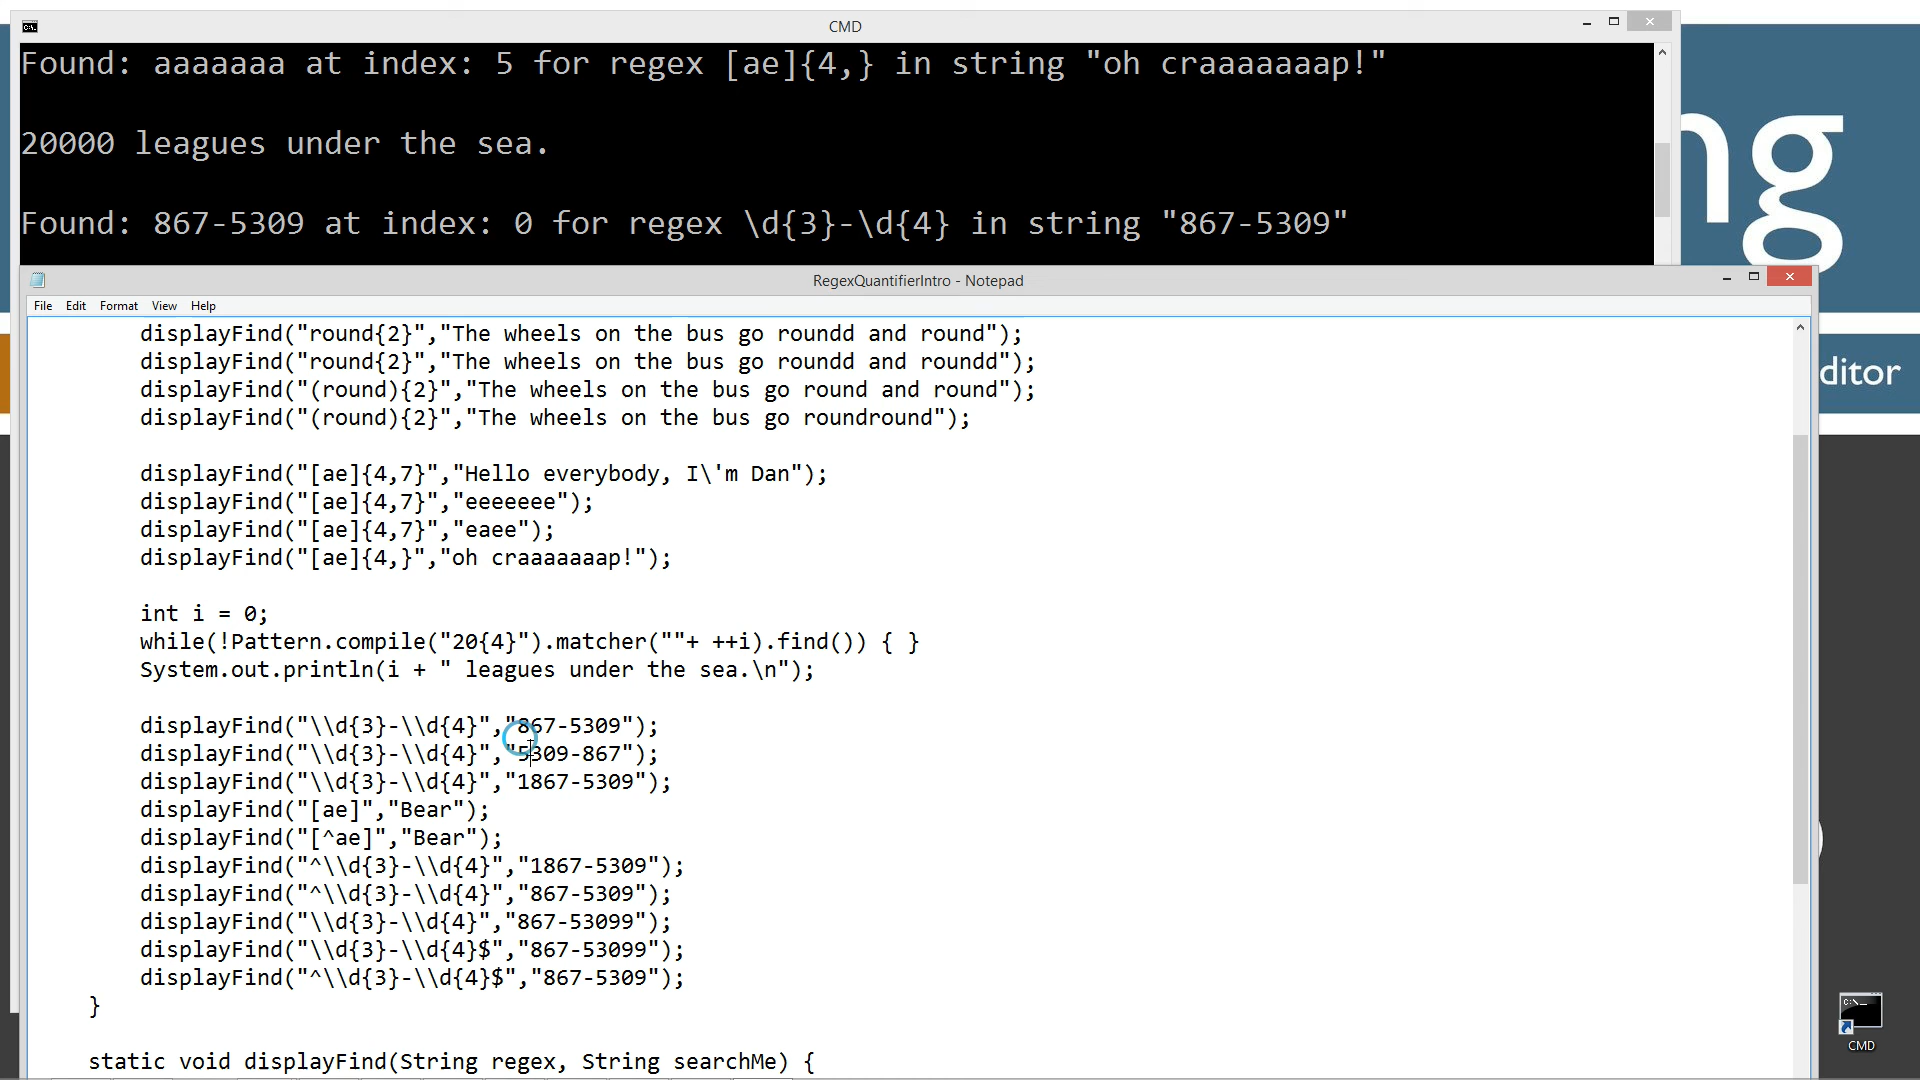 CMD
Found: aaaaaaa at index: 5 for regex [ae]{4,} in string "oh craaaaaaap!"
20000 leagues under the sea.
Found: 867-5309 at index: 0 for regex \d{3}-\d{4} in string "867-5309"
ng
ditor
RegexQuantifierIntro - Notepad
File Edit Format View Help
displayFind("round{2}","The wheels on the bus go roundd and round");
displayFind("round{2}","The wheels on the bus go roundd and roundd");
displayFind("(round){2}","The wheels on the bus go round and round");
displayFind("(round){2}","The wheels on the bus go roundround");
displayFind("[ae]{4,7}","Hello everybody, I\'m Dan");
displayFind("[ae]{4,7}","eeeeeee");
displayFind("[ae]{4,7}","eaee");
displayFind("[ae]{4,}","oh craaaaaaap!");
int i = 0;
while(!Pattern.compile("20{4}").matcher(""+ ++i).find()) { }
System.out.println(i + " leagues under the sea.\n");
displayFind("\\d{3}-\\d{4}","867-5309");
displayFind("\\d{3}-\\d{4}","5309-867");
displayFind("\\d{3}-\\d{4}","1867-5309");
displayFind("[ae]","Bear");
displayFind("[^ae]","Bear");
displayFind("^\\d{3}-\\d{4}","1867-5309");
displayFind("^\\d{3}-\\d{4}","867-5309");
displayFind("\\d{3}-\\d{4}","867-53099");
displayFind("\\d{3}-\\d{4}$","867-53099");
displayFind("^\\d{3}-\\d{4}$","867-5309");
}
static void displayFind(String regex, String searchMe) {
CMD